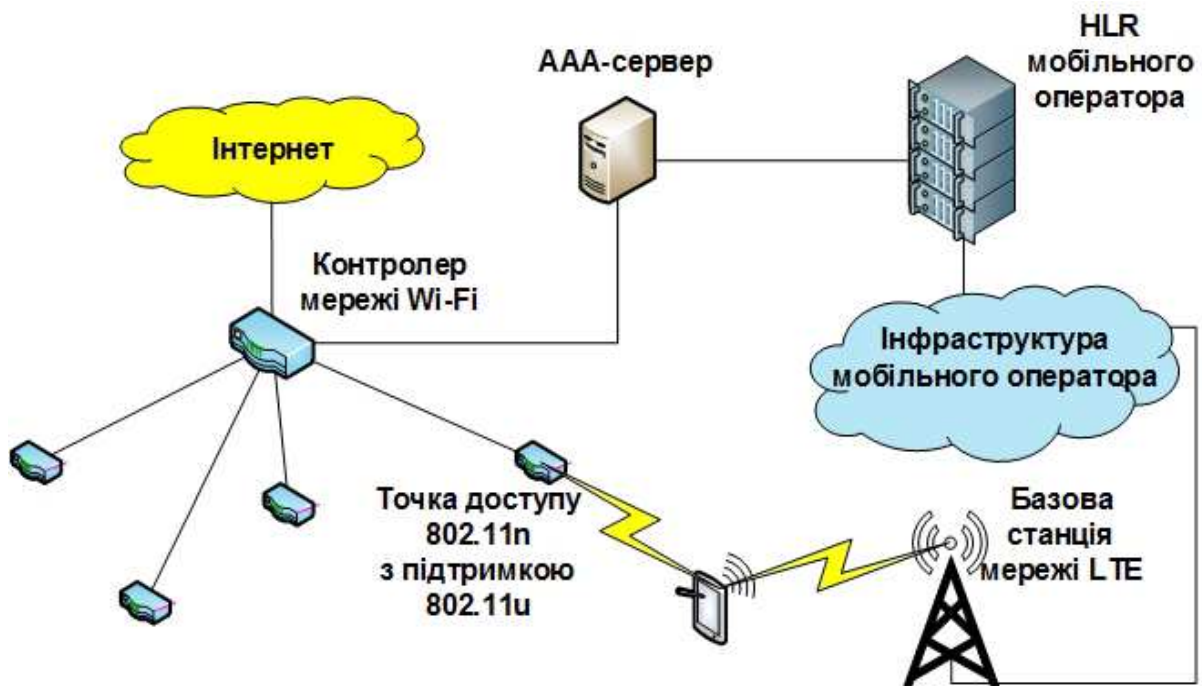 HLR
мобільного
оператора
ААА-сервер
Інтернет
Контролер
мережі Wi-Fi
Інфраструктура
мобільного оператора
Точка доступу
802.11n
з підтримкою
802.11u
Базова
станція
мережі LTE